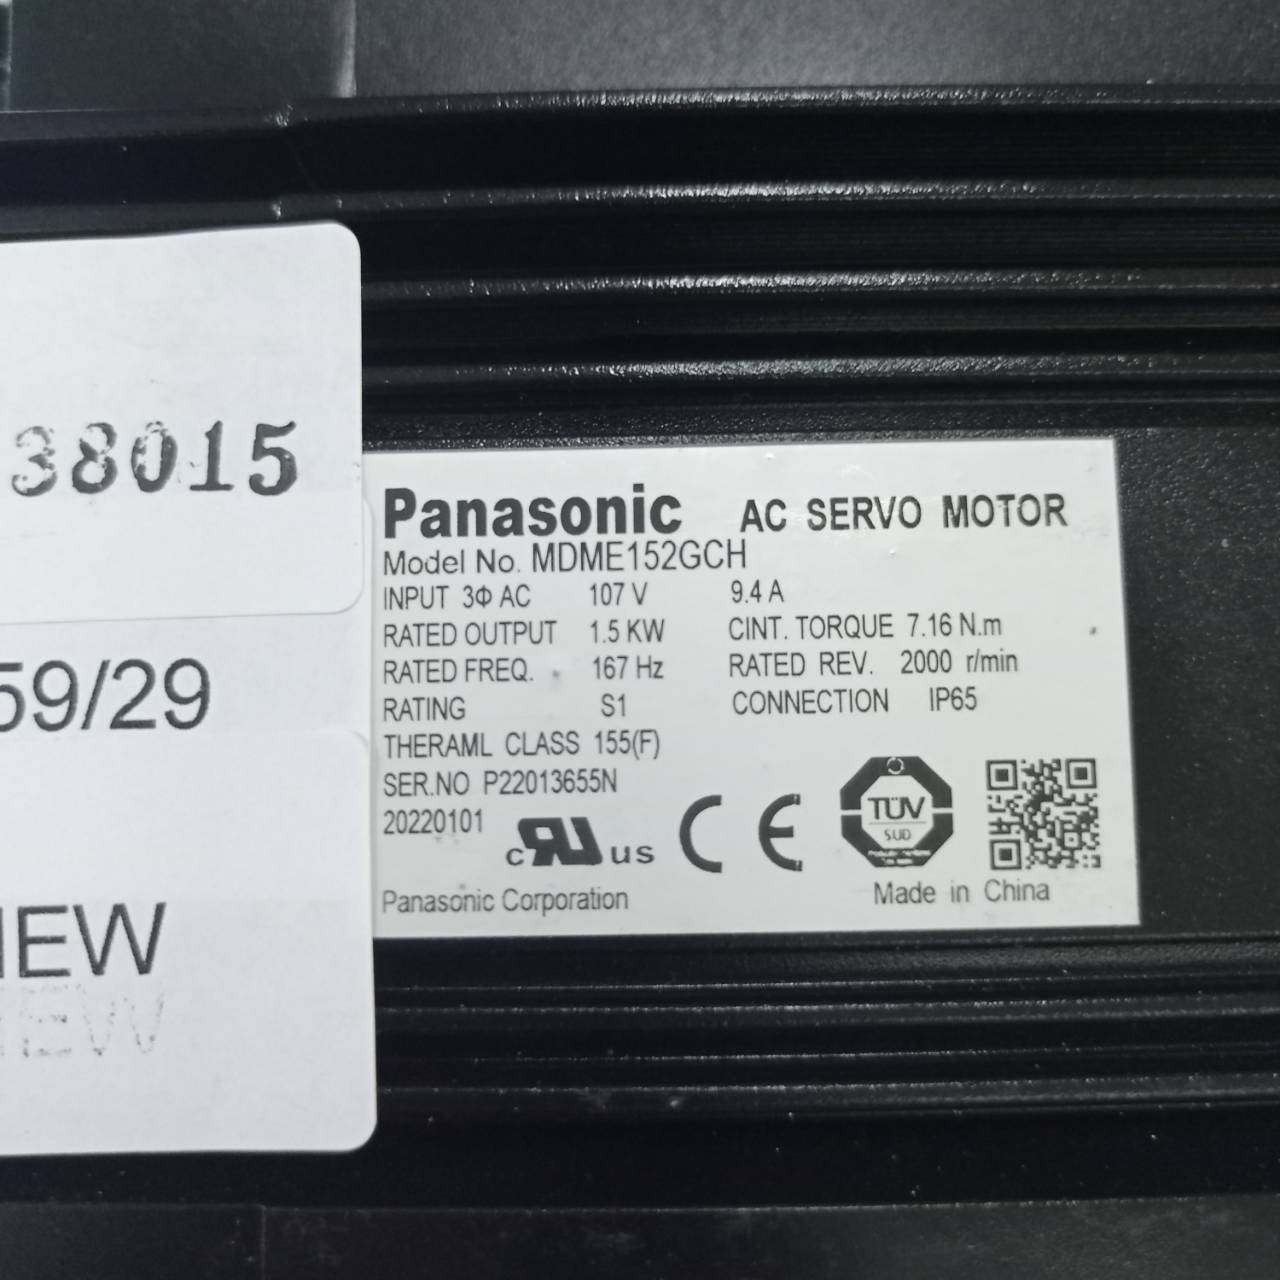 38015
59/29
IEW
IEW
Panasonic AC SERVO MOTOR
Model No. MDME152GCH
INPUT 3Φ AC 107 V 9.4 A
RATED OUTPUT 1.5 KW CINT. TORQUE 7.16 N.m
RATED FREQ. 167 Hz RATED REV. 2000 r/min
RATING S1 CONNECTION IP65
THERAML CLASS 155(F)
SER.NO P22013655N
20220101
c RU us CE
TÜV
SUD
Panasonic Corporation
Made in China